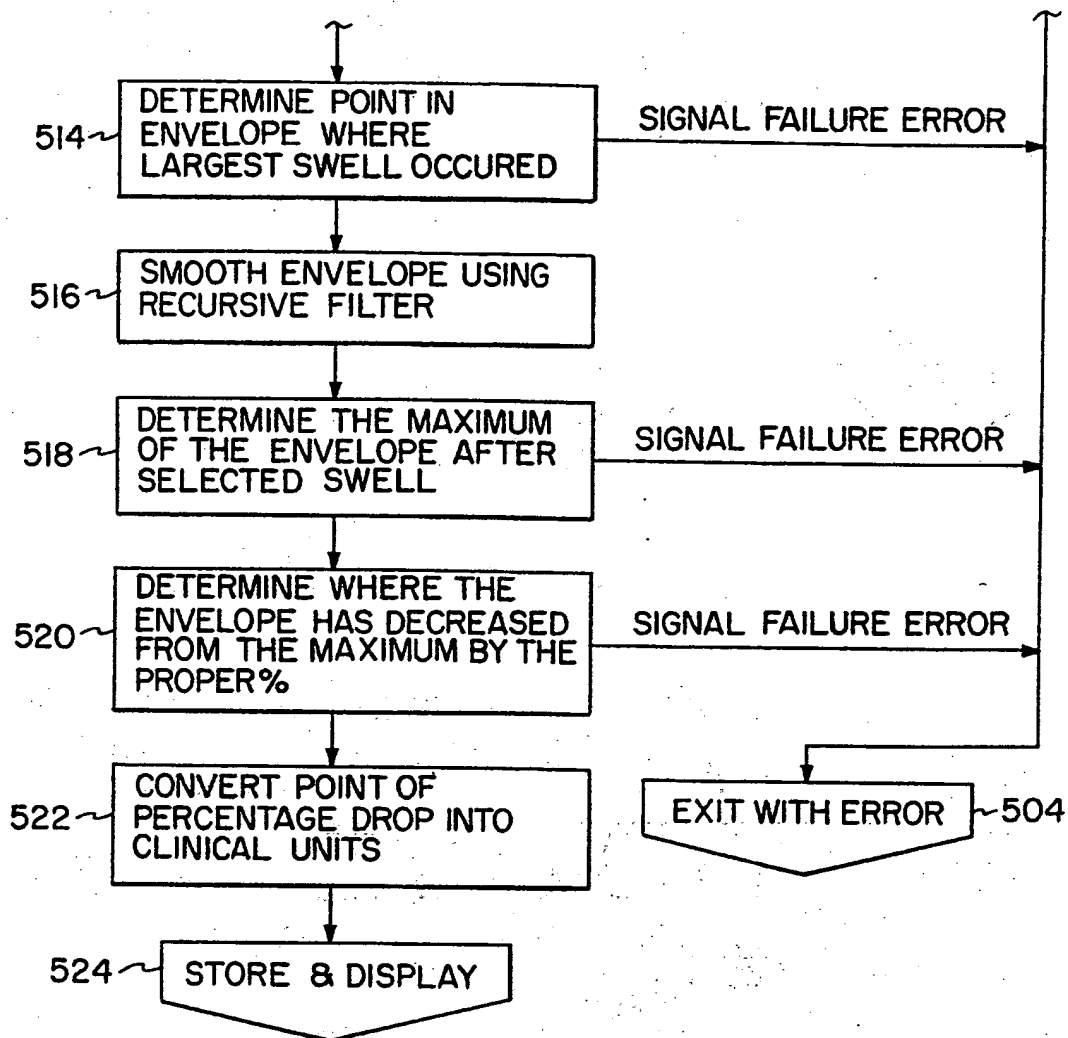 514
DETERMINE POINT IN
ENVELOPE WHERE
LARGEST SWELL OCCURED
SIGNAL FAILURE ERROR
516
SMOOTH ENVELOPE USING
RECURSIVE FILTER
518
DETERMINE THE MAXIMUM
OF THE ENVELOPE AFTER
SELECTED SWELL
SIGNAL FAILURE ERROR
520
DETERMINE WHERE THE
ENVELOPE HAS DECREASED
FROM THE MAXIMUM BY THE
PROPER%
SIGNAL FAILURE ERROR
522
CONVERT POINT OF
PERCENTAGE DROP INTO
CLINICAL UNITS
EXIT WITH ERROR
504
524
STORE & DISPLAY